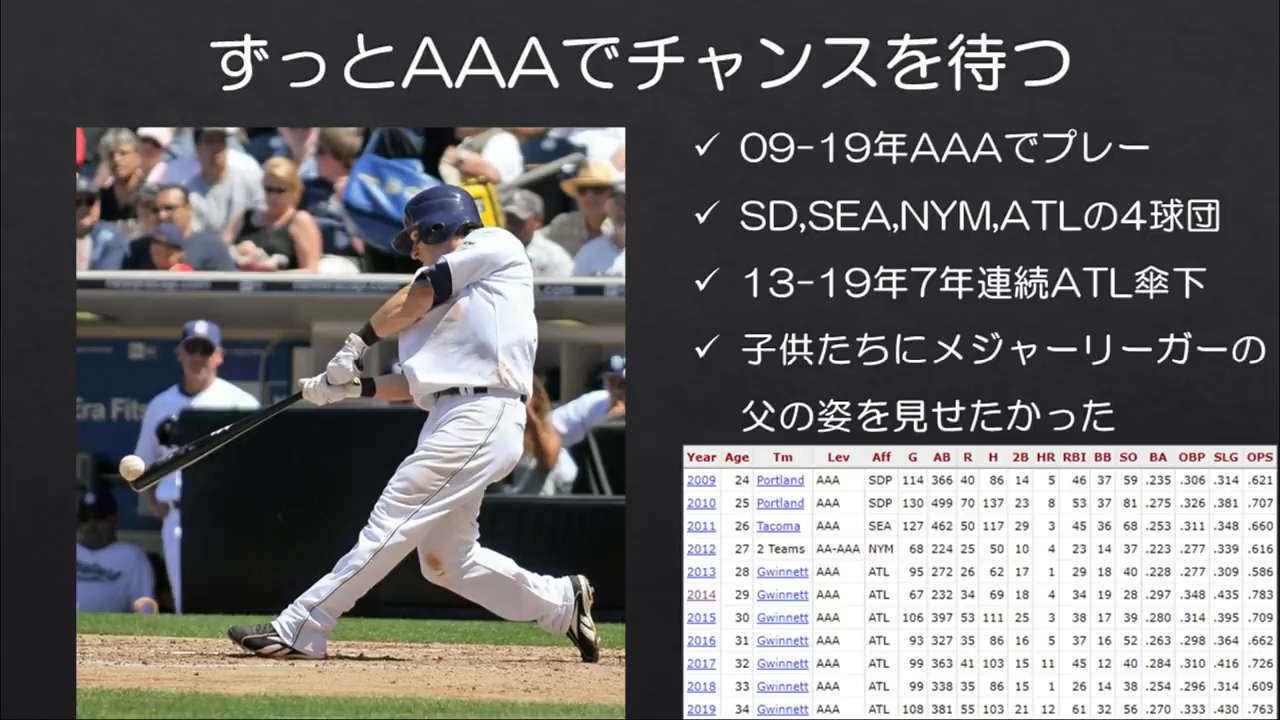 ずっとAAAでチャンスを待つ
✓ 09-19年AAAでプレー
✓ SD,SEA,NYM,ATLの4球団
✓ 13-19年7年連続ATL傘下
✓ 子供たちにメジャーリーガーの
父の姿を見せたかった
Era Fits
Year Age Tm Lev Aff G AB R H 2B HR RBI BB SO BA OBP SLG OPS
2009 24 Portland AAA SDP 114 366 40 86 14 5 46 37 59 .235 .306 .314 .621
2010 25 Portland AAA SDP 130 499 70 137 23 8 53 37 81 .275 .326 .381 .707
2011 26 Tacoma AAA SEA 127 462 50 117 29 3 45 36 68 .253 .311 .348 .660
2012 27 2 Teams AA-AAA NYM 68 224 25 50 10 4 23 14 37 .223 .277 .339 .616
2013 28 Gwinnett AAA ATL 95 272 26 62 17 1 29 18 40 .228 .277 .309 .586
2014 29 Gwinnett AAA ATL 67 232 34 69 18 4 34 19 28 .297 .348 .435 .783
2015 30 Gwinnett AAA ATL 106 397 53 111 25 3 38 17 39 .280 .314 .395 .709
2016 31 Gwinnett AAA ATL 93 327 35 86 16 5 37 16 52 .263 .298 .364 .662
2017 32 Gwinnett AAA ATL 99 363 41 103 15 11 45 12 40 .284 .310 .416 .726
2018 33 Gwinnett AAA ATL 99 338 35 86 15 1 26 14 38 .254 .296 .314 .609
2019 34 Gwinnett AAA ATL 108 381 55 103 21 12 61 32 56 .270 .333 .430 .763